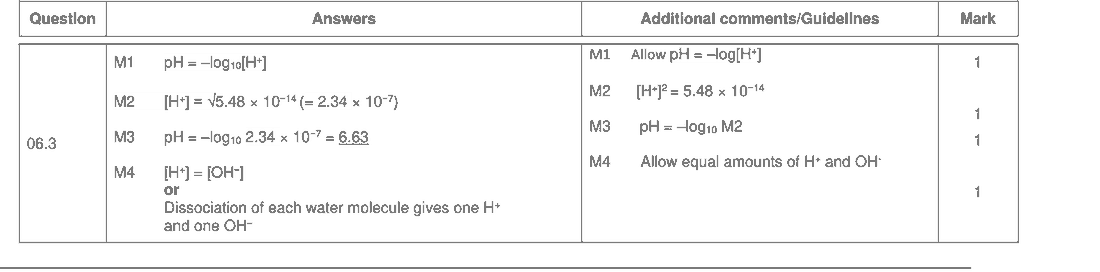 Question Answers Additional comments/Guidelines Mark
06.3
M1 pH = –log₁₀[H⁺]
M2 [H⁺] = √5.48 × 10⁻¹⁴ (= 2.34 × 10⁻⁷)
M3 pH = –log₁₀ 2.34 × 10⁻⁷ = 6.63
M4 [H⁺] = [OH⁻]
or
Dissociation of each water molecule gives one H⁺
and one OH⁻
M1 Allow pH = –log[H⁺]
M2 [H⁺]² = 5.48 × 10⁻¹⁴
M3 pH = –log₁₀ M2
M4 Allow equal amounts of H⁺ and OH⁻
1
1
1
1